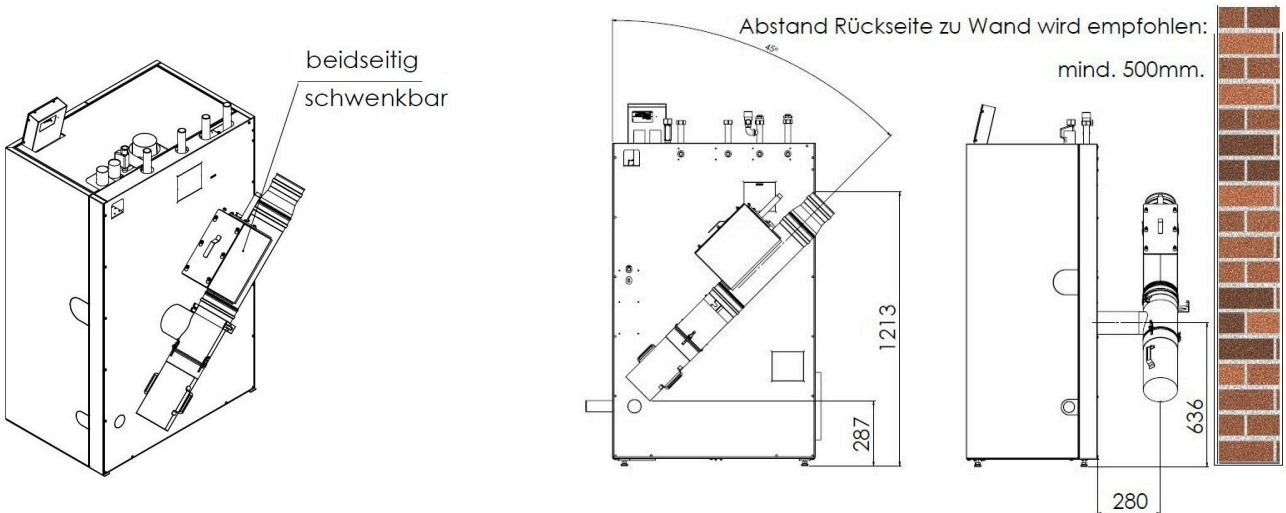 beidseitig
schwenkbar
Abstand Rückseite zu Wand wird empfohlen:
mind. 500mm.
45°
1213
287
636
280